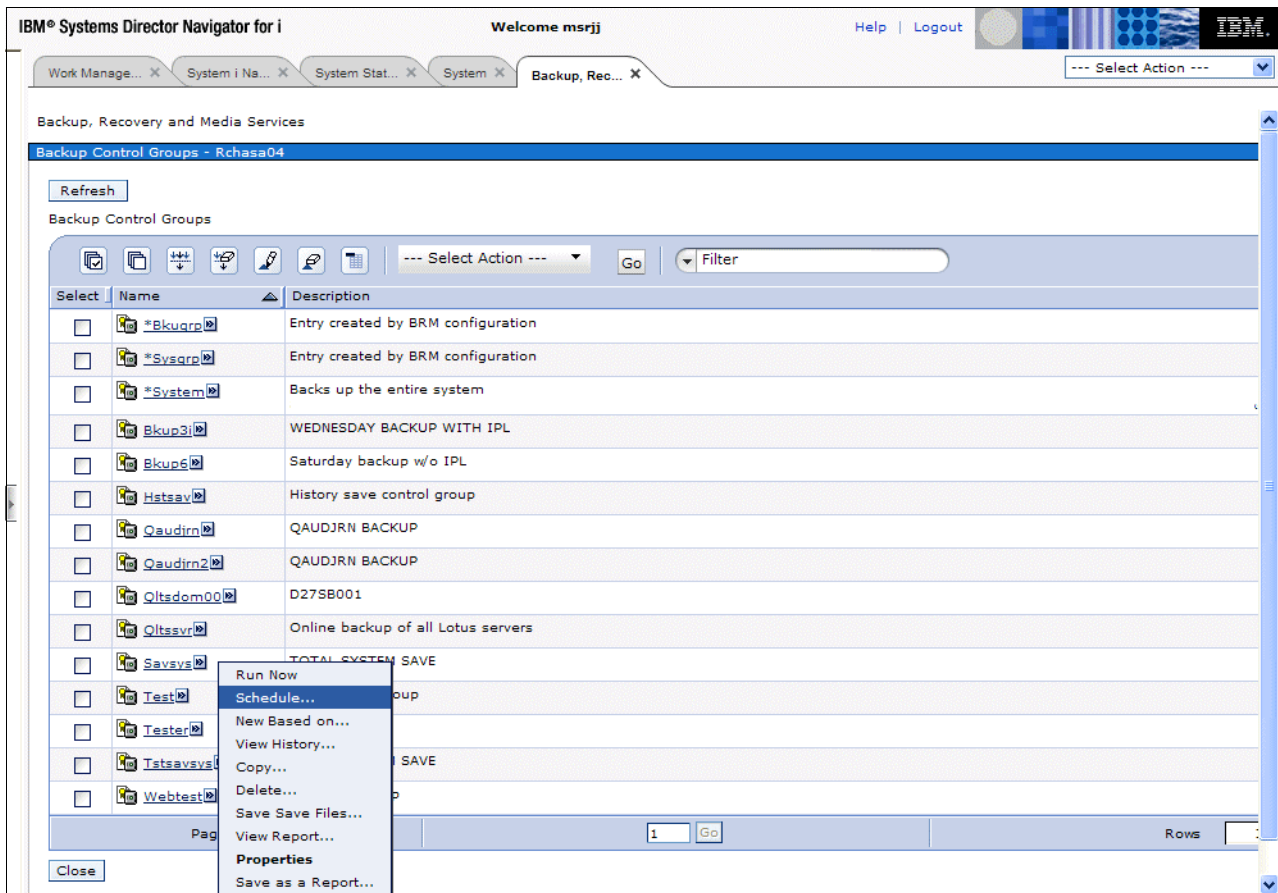 IBM® Systems Director Navigator for i
Welcome msrjj
Help | Logout
IBM.
Work Manage... X
System i Na... X
System Stat... X
System X
Backup, Rec... X
--- Select Action ---
Backup, Recovery and Media Services
Backup Control Groups - Rchasa04
Refresh
Backup Control Groups
--- Select Action ---
Go
Filter
Select Name Description
*Bkugrp Entry created by BRM configuration
*Sysgrp Entry created by BRM configuration
*System Backs up the entire system
Bkup3i WEDNESDAY BACKUP WITH IPL
Bkup6 Saturday backup w/o IPL
Hstsav History save control group
Qaudjrn QAUDJRN BACKUP
Qaudjrn2 QAUDJRN BACKUP
Qltsdom00 D27SB001
Qltssvr Online backup of all Lotus servers
Savsys TOTAL SYSTEM SAVE
Test oup
Tester
Tstsavsys SAVE
Webtest
Run Now
Schedule...
New Based on...
View History...
Copy...
Delete...
Save Save Files...
View Report...
Properties
Save as a Report...
Pag
1 Go
Rows
Close